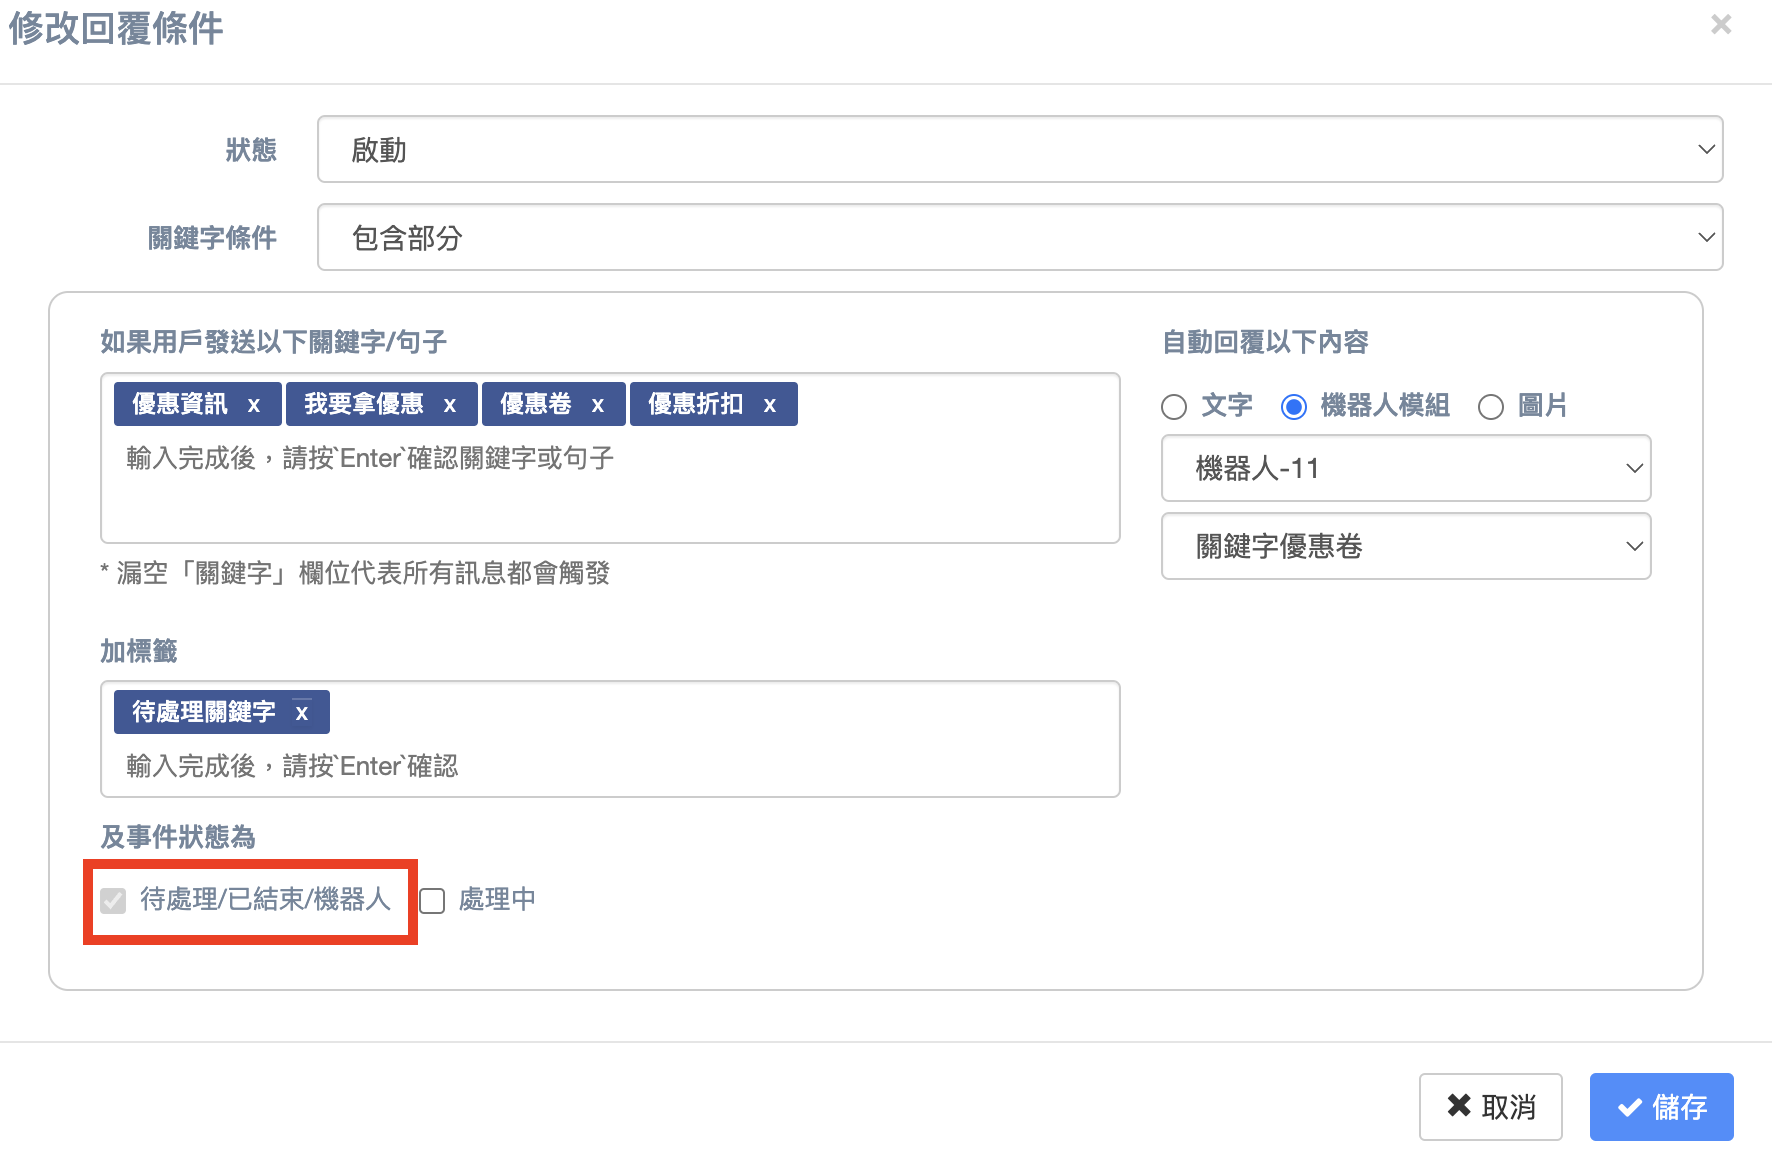 修改回覆條件
×
狀態
啟動
關鍵字條件
包含部分
如果用戶發送以下關鍵字/句子
優惠資訊 x 我要拿優惠 x 優惠卷 x 優惠折扣 x
輸入完成後，請按`Enter`確認關鍵字或句子
* 漏空「關鍵字」欄位代表所有訊息都會觸發
自動回覆以下內容
文字 機器人模組 圖片
機器人-11
關鍵字優惠卷
加標籤
待處理關鍵字 x
輸入完成後，請按`Enter`確認
及事件狀態為
待處理/已結束/機器人 處理中
取消 儲存